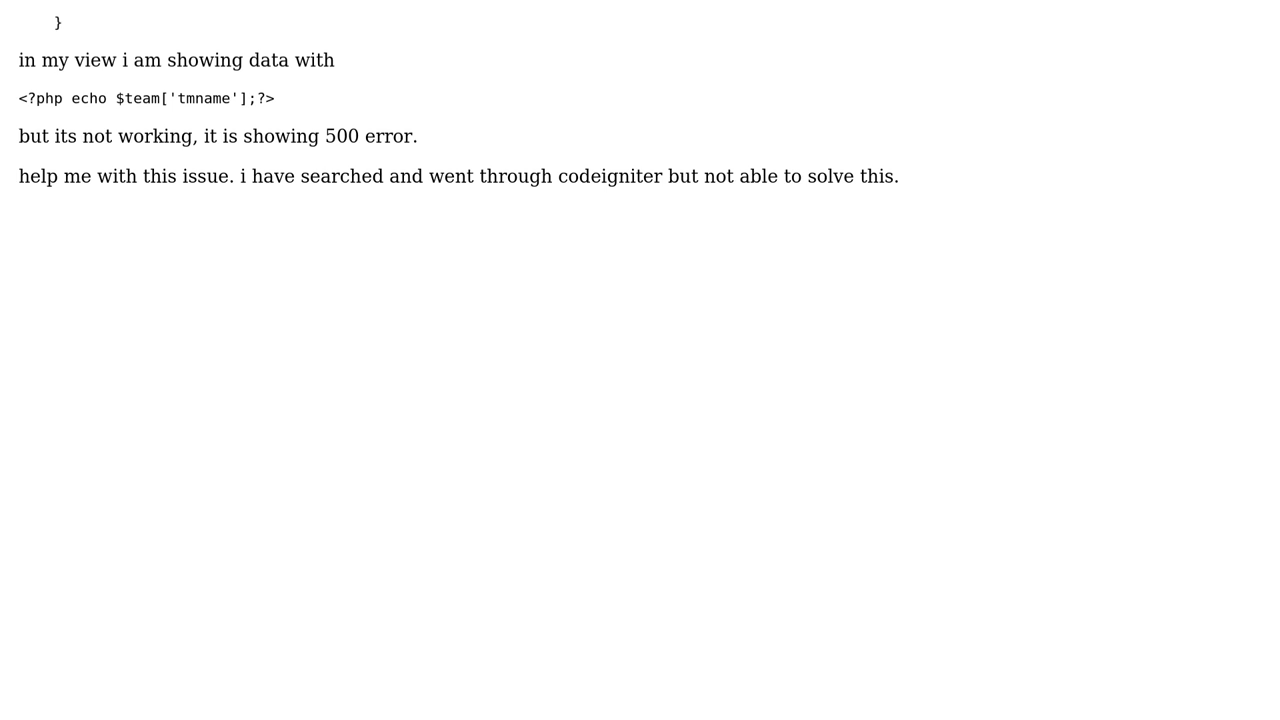 }
in my view i am showing data with
<?php echo $team['tmname'];?>
but its not working, it is showing 500 error.
help me with this issue. i have searched and went through codeigniter but not able to solve this.